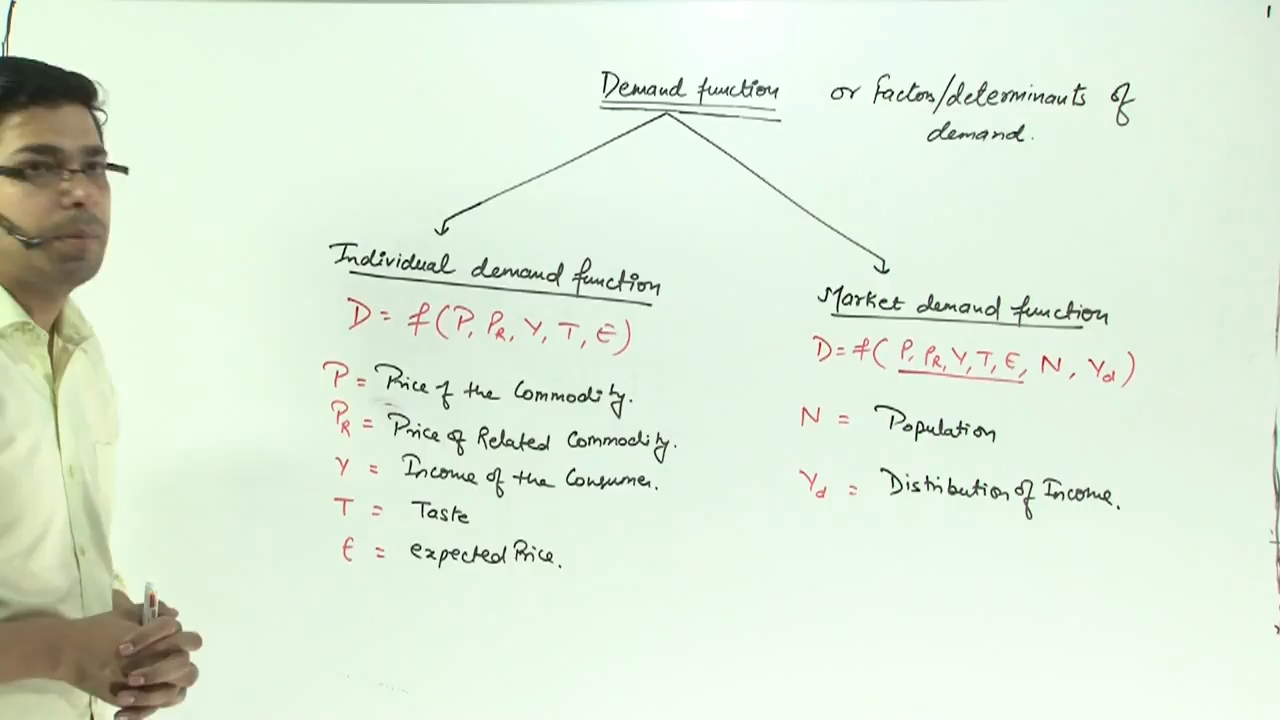 Demand function or factors/determinants of
demand.
Individual demand function
D = f (P, PR, Y, T, E)
P = Price of the Commodity.
PR = Price of Related Commodity.
Y = Income of the Consumer.
T = Taste
E = expected Price.
Market demand function
D = f ( P, PR, Y, T, E, N, Yd )
N = Population
Yd = Distribution of Income.